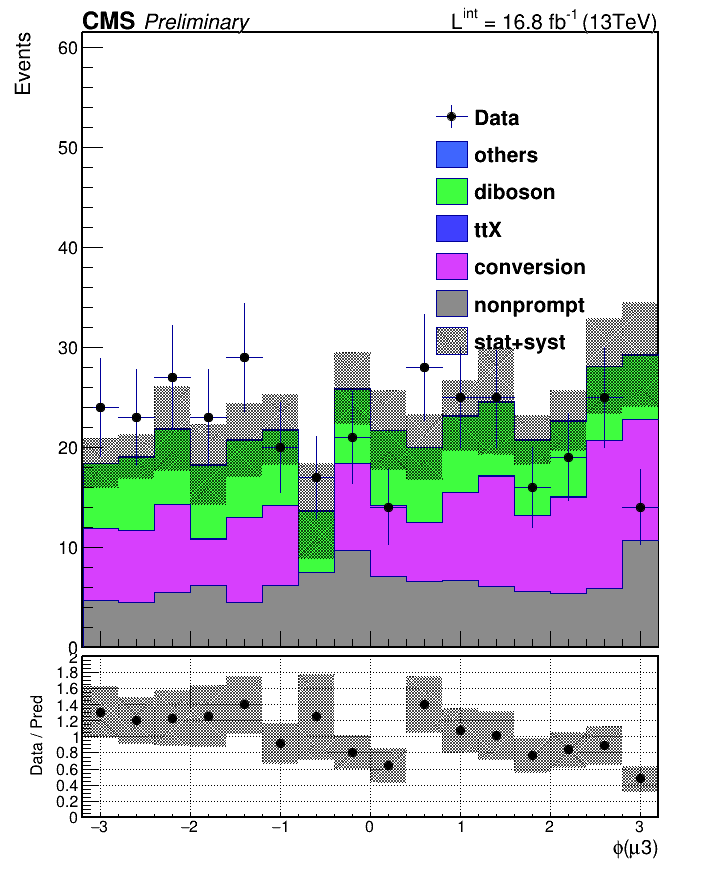 CMS Preliminary
L^int = 16.8 fb^-1 (13TeV)
Events
60
50
40
30
20
10
0
Data
others
diboson
ttX
conversion
nonprompt
stat+syst
Data / Pred
2
1.8
1.6
1.4
1.2
1
0.8
0.6
0.4
0.2
0
−3 −2 −1 0 1 2 3
ϕ(μ3)